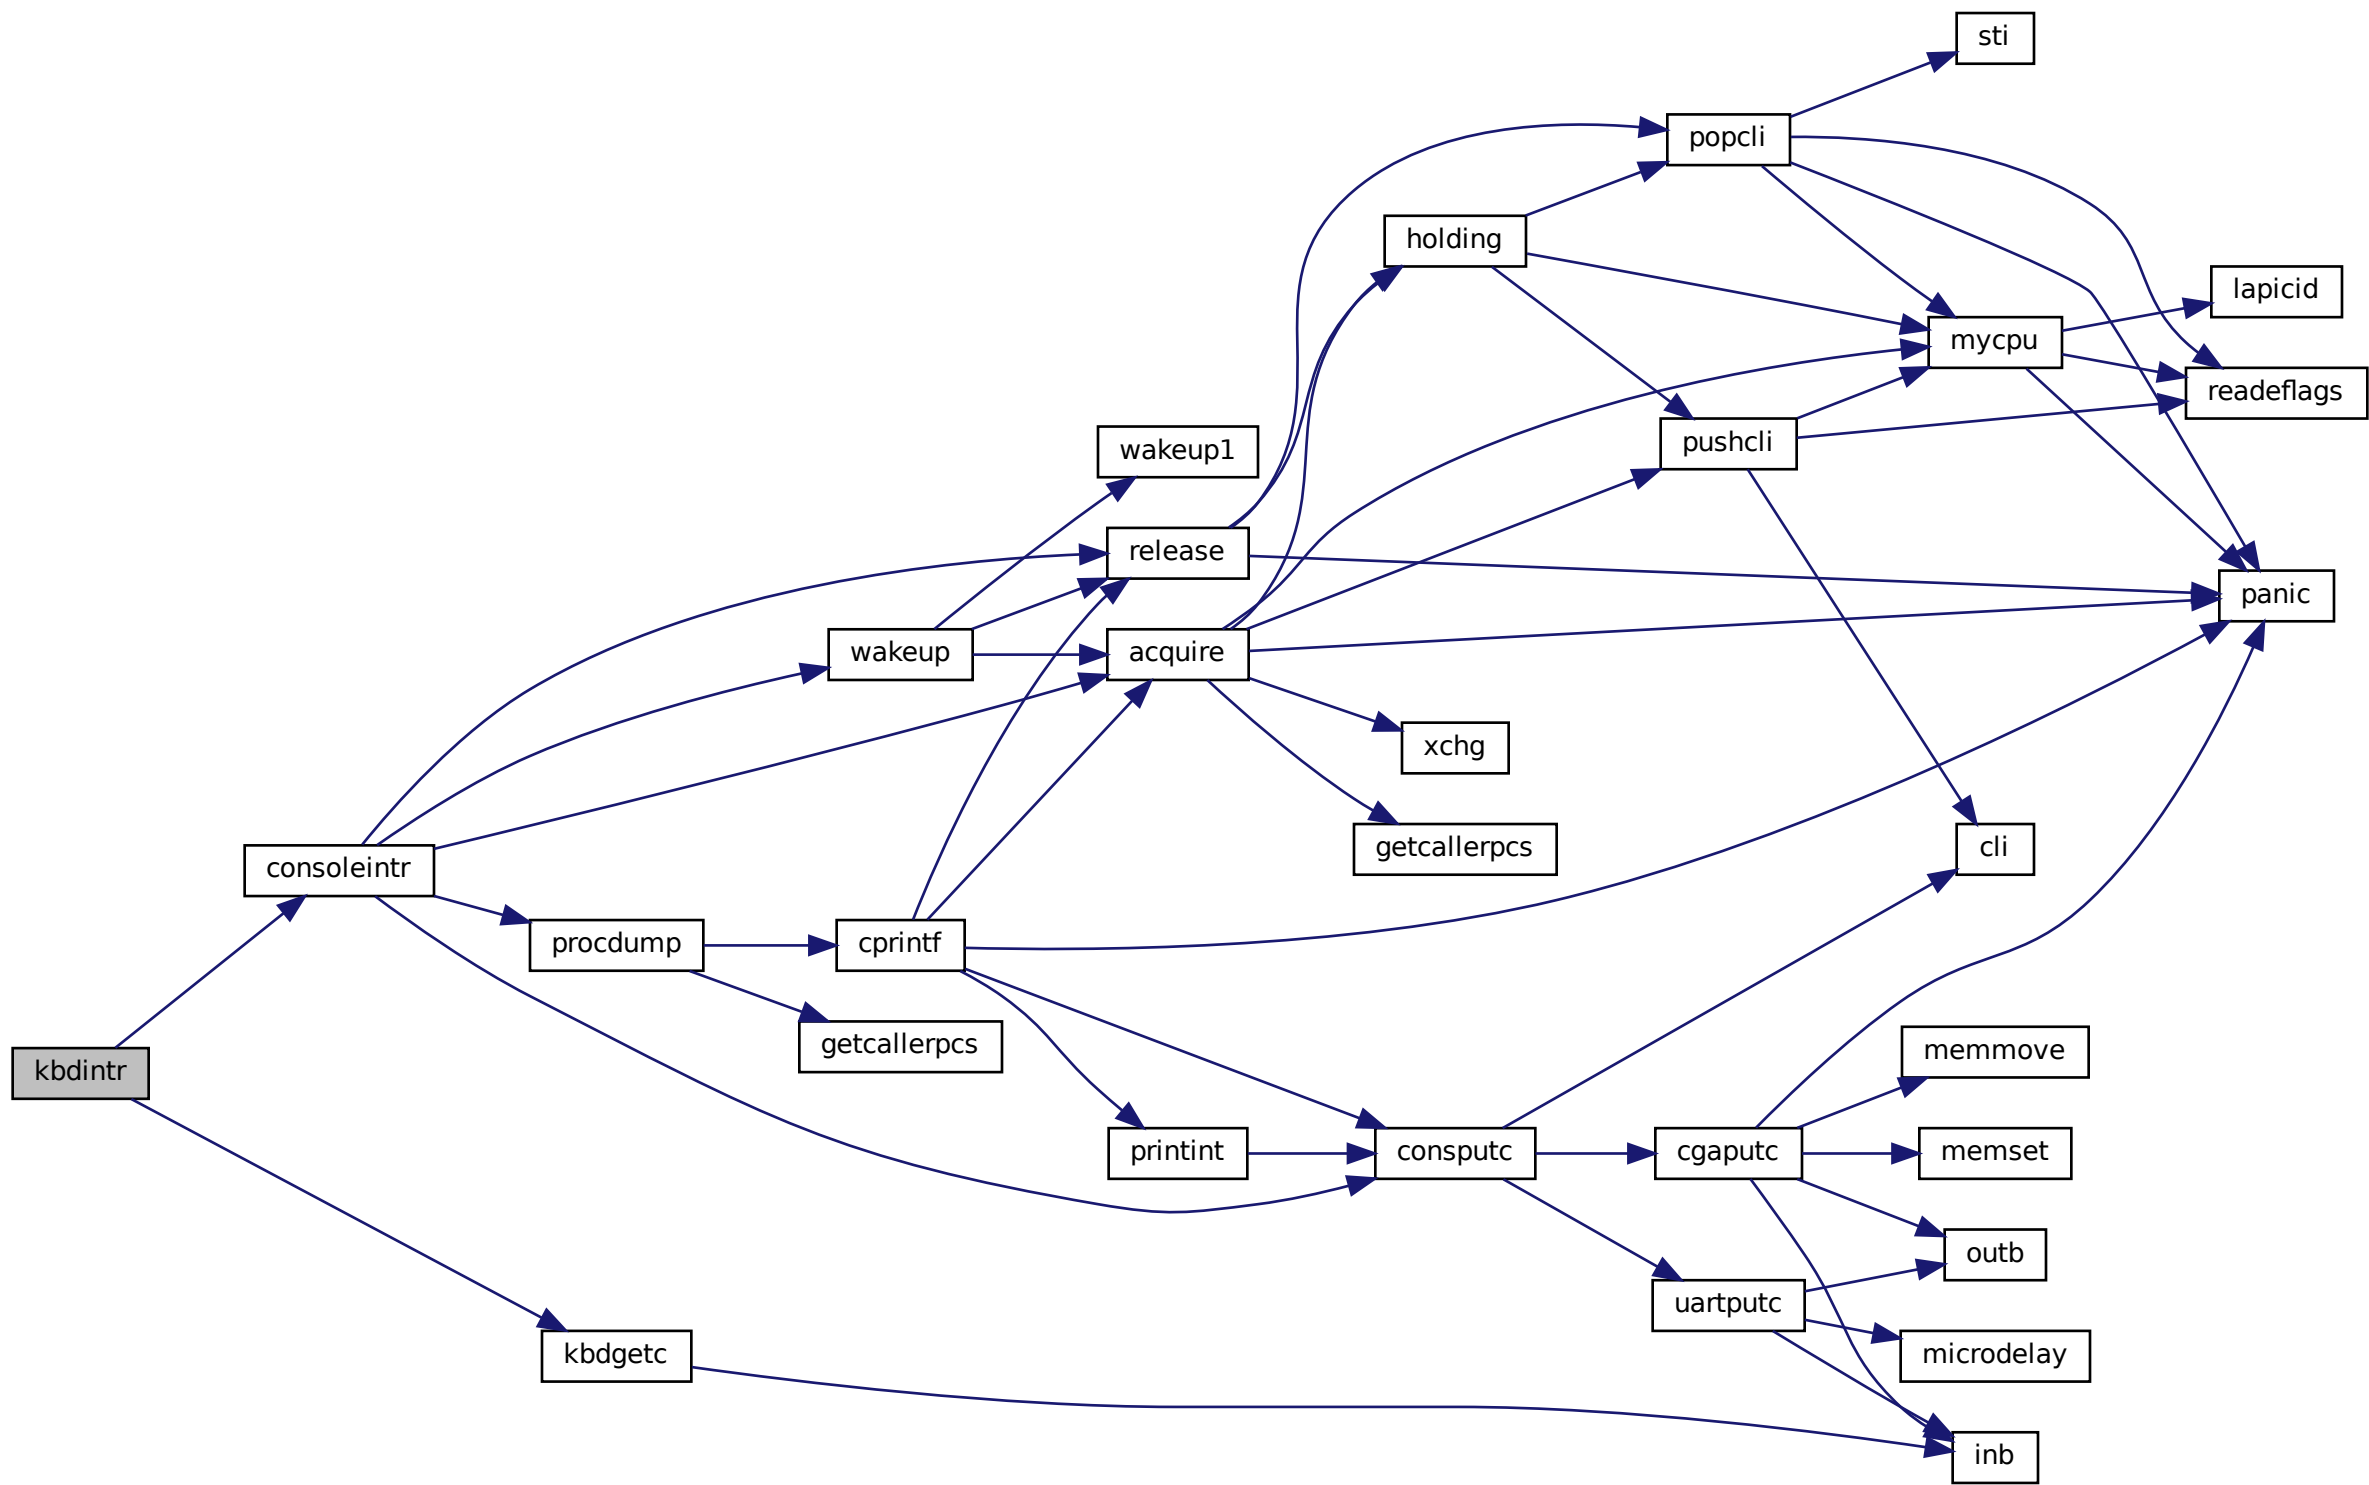 sti
popcli
holding
lapicid
mycpu
readeflags
wakeup1
pushcli
release
panic
wakeup
acquire
xchg
getcallerpcs
cli
consoleintr
procdump
cprintf
getcallerpcs
memmove
kbdintr
printint
consputc
cgaputc
memset
outb
uartputc
kbdgetc
microdelay
inb